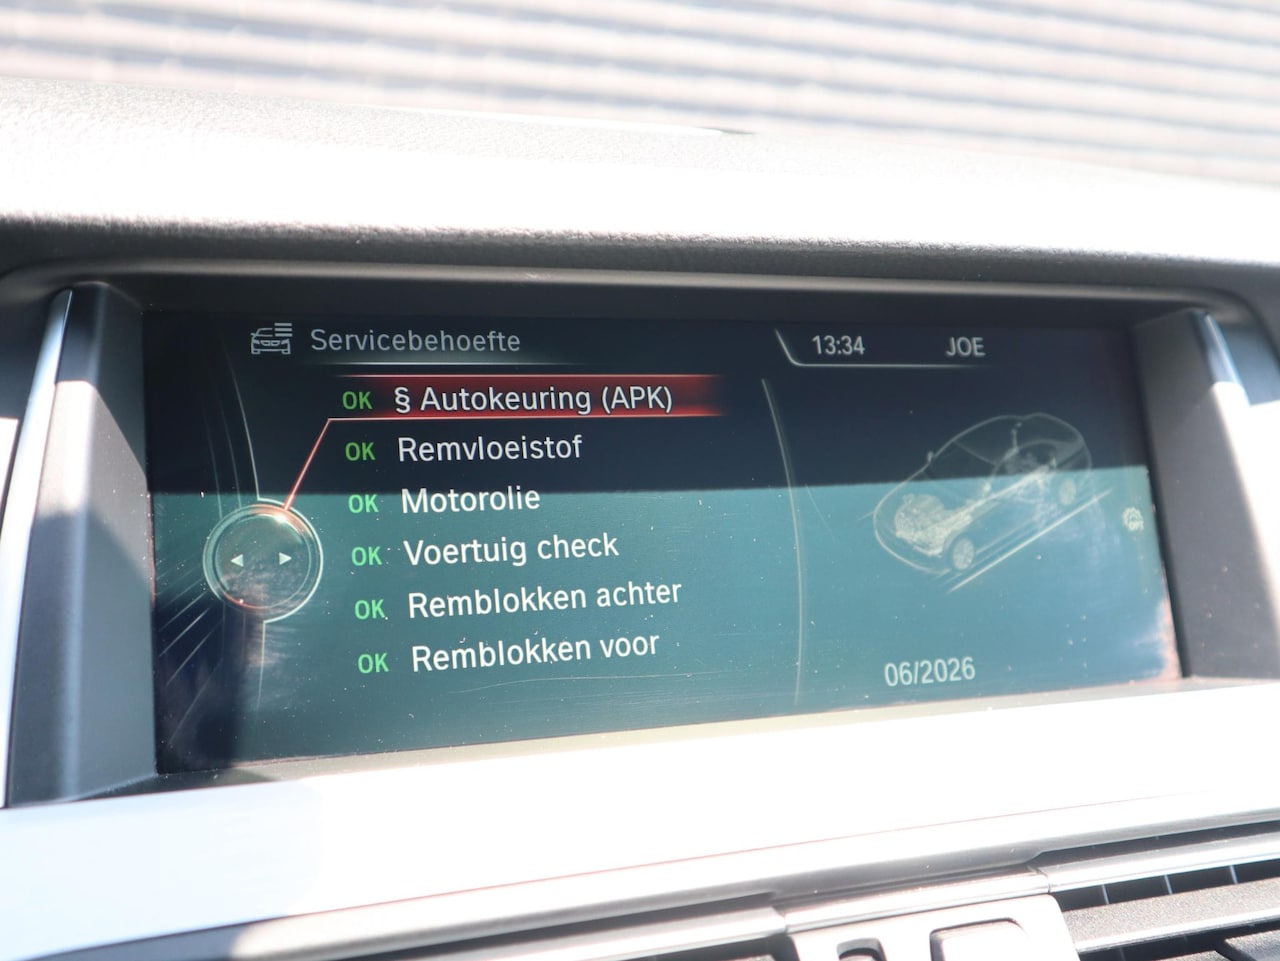 Servicebehoefte
13:34 JOE
OK § Autokeuring (APK)
OK Remvloeistof
OK Motorolie
OK Voertuig check
OK Remblokken achter
OK Remblokken voor
06/2026